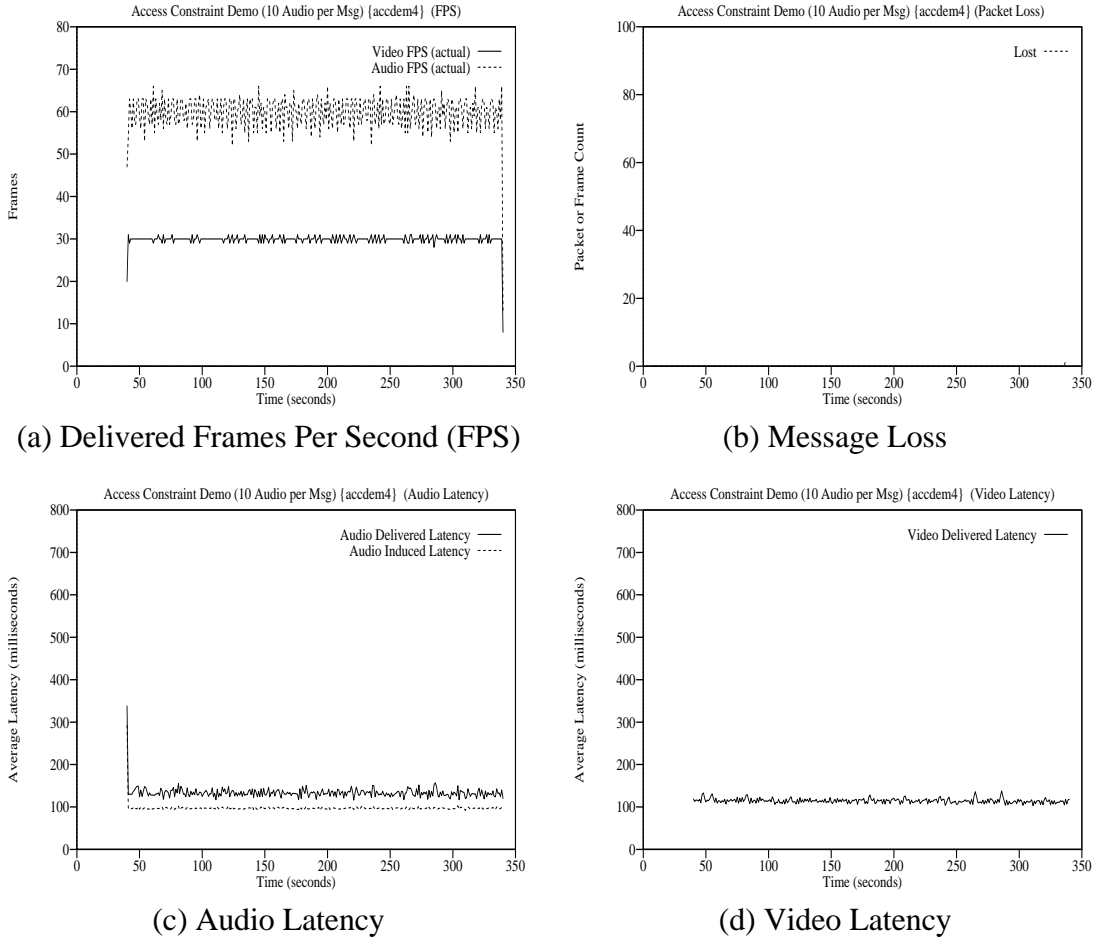 Access Constraint Demo (10 Audio per Msg) {accdem4} (FPS)
80
70
60
50
40
30
20
10
0
Frames
Video FPS (actual)
Audio FPS (actual)
0 50 100 150 200 250 300 350
Time (seconds)
(a) Delivered Frames Per Second (FPS)
Access Constraint Demo (10 Audio per Msg) {accdem4} (Packet Loss)
100
80
60
40
20
0
Packet or Frame Count
Lost
0 50 100 150 200 250 300 350
Time (seconds)
(b) Message Loss
Access Constraint Demo (10 Audio per Msg) {accdem4} (Audio Latency)
800
700
600
500
400
300
200
100
0
Average Latency (milliseconds)
Audio Delivered Latency
Audio Induced Latency
0 50 100 150 200 250 300 350
Time (seconds)
(c) Audio Latency
Access Constraint Demo (10 Audio per Msg) {accdem4} (Video Latency)
800
700
600
500
400
300
200
100
0
Average Latency (milliseconds)
Video Delivered Latency
0 50 100 150 200 250 300 350
Time (seconds)
(d) Video Latency